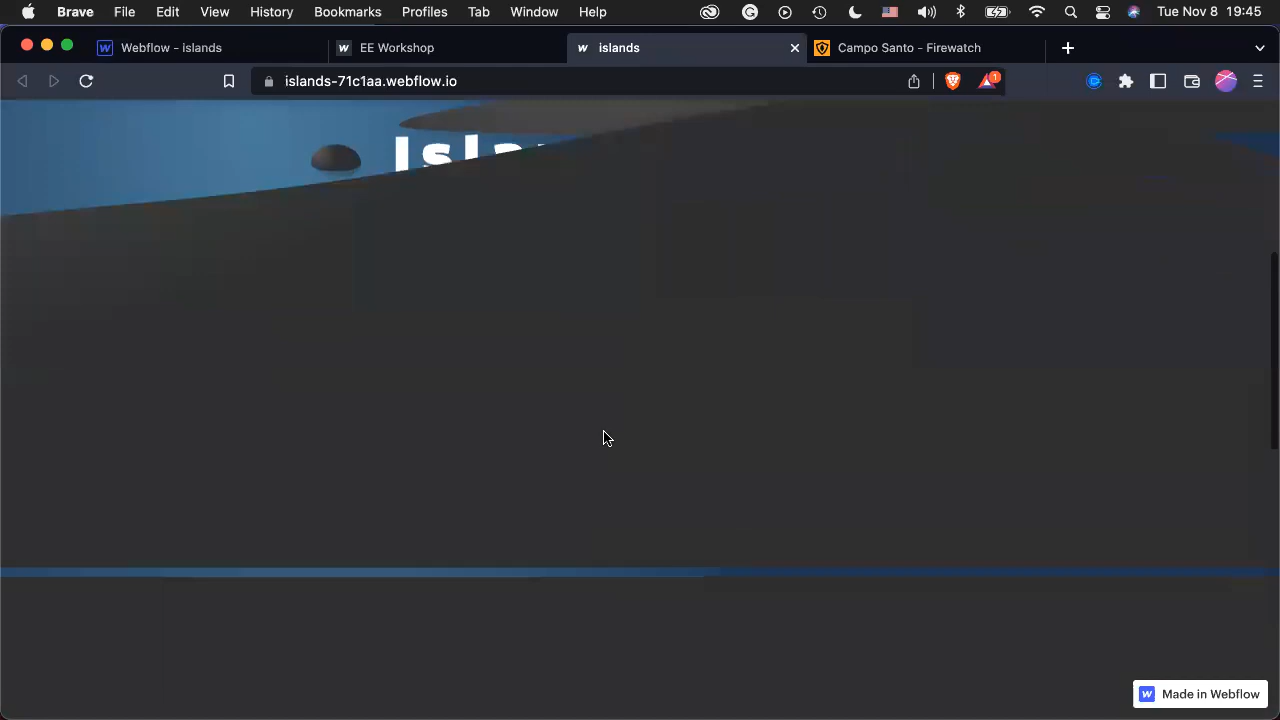 Brave File Edit View History Bookmarks Profiles Tab Window Help Tue Nov 8 19:45
Webflow - islands EE Workshop islands Campo Santo - Firewatch
islands-71c1aa.webflow.io 1
Made in Webflow